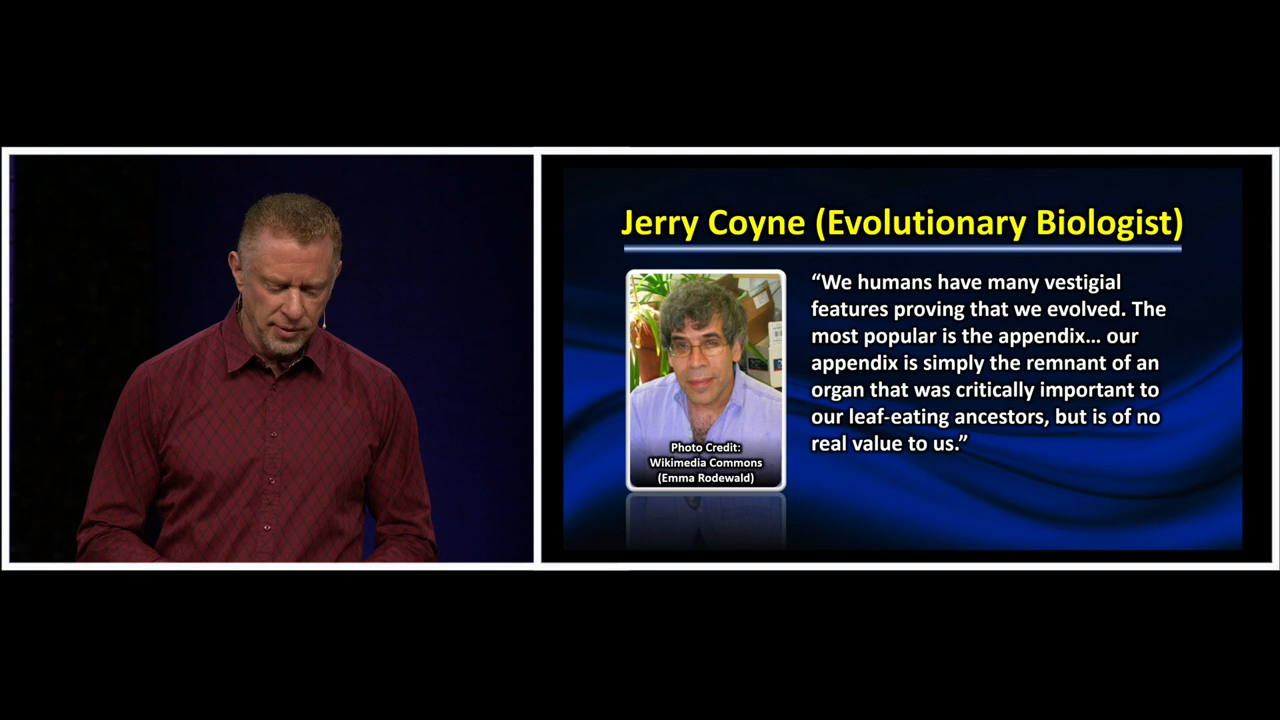 Jerry Coyne (Evolutionary Biologist)
“We humans have many vestigial
features proving that we evolved. The
most popular is the appendix... our
appendix is simply the remnant of an
organ that was critically important to
our leaf-eating ancestors, but is of no
real value to us.”
Photo Credit:
Wikimedia Commons
(Emma Rodewald)